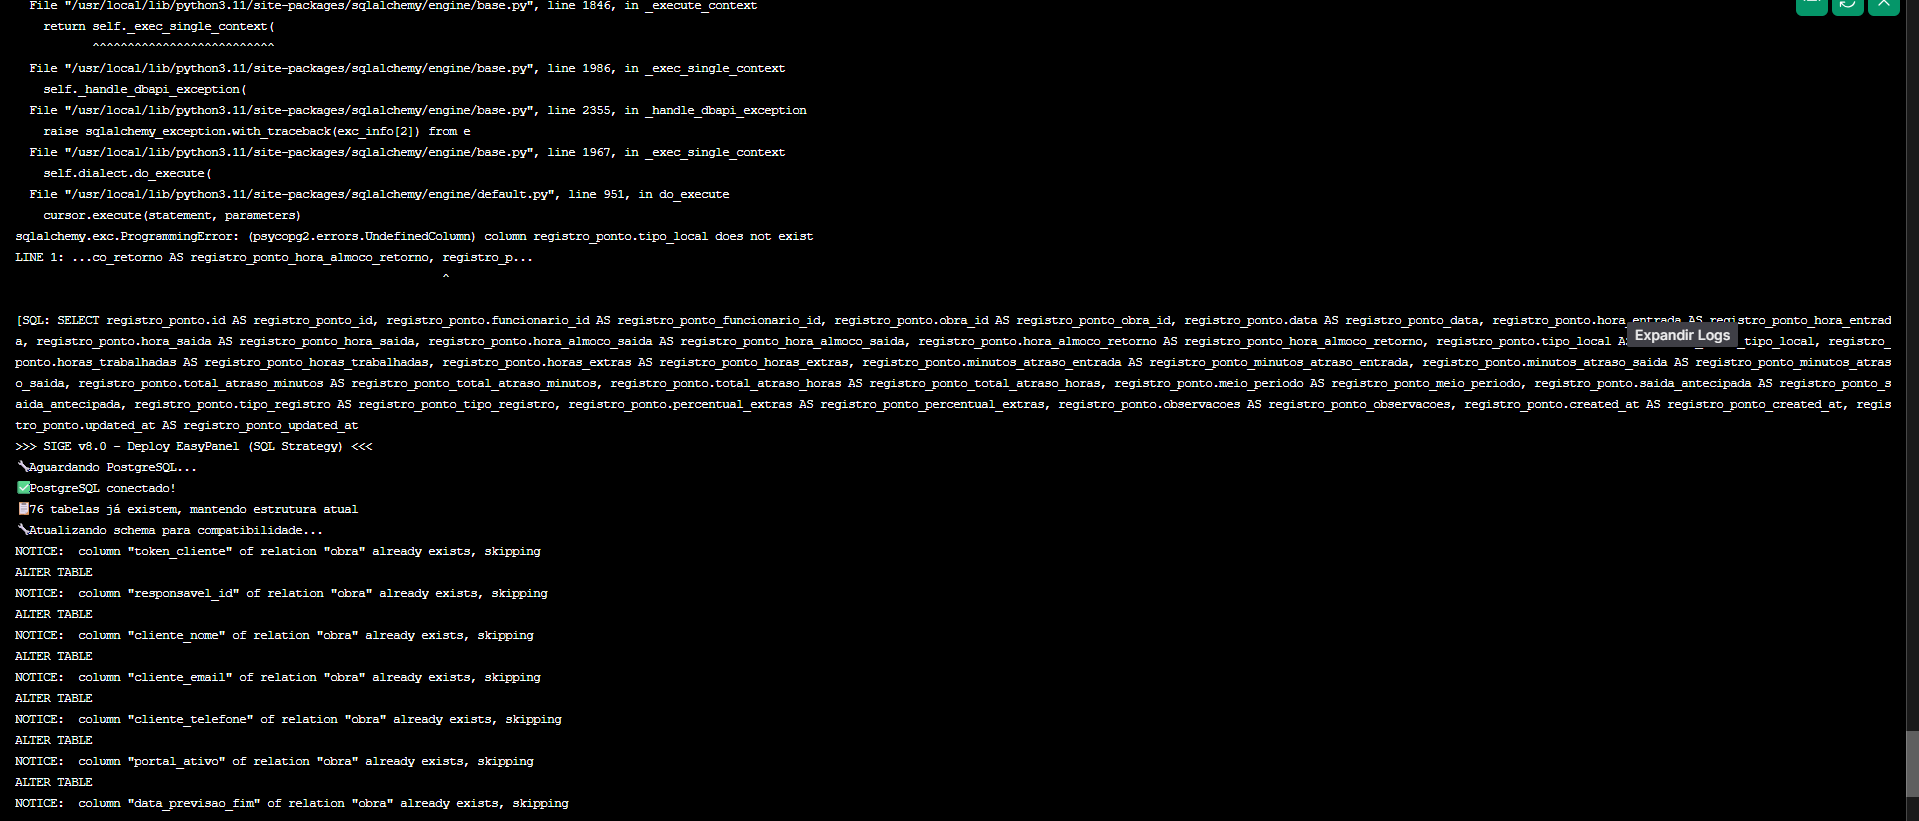 File "/usr/local/lib/python3.11/site-packages/sqlalchemy/engine/base.py", line 1846, in _execute_context
return self._exec_single_context(
^^^^^^^^^^^^^^^^^^^^^^^^^^
File "/usr/local/lib/python3.11/site-packages/sqlalchemy/engine/base.py", line 1986, in _exec_single_context
self._handle_dbapi_exception(
File "/usr/local/lib/python3.11/site-packages/sqlalchemy/engine/base.py", line 2355, in _handle_dbapi_exception
raise sqlalchemy_exception.with_traceback(exc_info[2]) from e
File "/usr/local/lib/python3.11/site-packages/sqlalchemy/engine/base.py", line 1967, in _exec_single_context
self.dialect.do_execute(
File "/usr/local/lib/python3.11/site-packages/sqlalchemy/engine/default.py", line 951, in do_execute
cursor.execute(statement, parameters)
sqlalchemy.exc.ProgrammingError: (psycopg2.errors.UndefinedColumn) column registro_ponto.tipo_local does not exist
LINE 1: ...co_retorno AS registro_ponto_hora_almoco_retorno, registro_p...
^
[SQL: SELECT registro_ponto.id AS registro_ponto_id, registro_ponto.funcionario_id AS registro_ponto_funcionario_id, registro_ponto.obra_id AS registro_ponto_obra_id, registro_ponto.data AS registro_ponto_data, registro_ponto.hora_entrada AS registro_ponto_hora_entrad
a, registro_ponto.hora_saida AS registro_ponto_hora_saida, registro_ponto.hora_almoco_saida AS registro_ponto_hora_almoco_saida, registro_ponto.hora_almoco_retorno AS registro_ponto_hora_almoco_retorno, registro_ponto.tipo_local Expandir Logs _tipo_local, registro_
ponto.horas_trabalhadas AS registro_ponto_horas_trabalhadas, registro_ponto.horas_extras AS registro_ponto_horas_extras, registro_ponto.minutos_atraso_entrada AS registro_ponto_minutos_atraso_entrada, registro_ponto.minutos_atraso_saida AS registro_ponto_minutos_atras
o_saida, registro_ponto.total_atraso_minutos AS registro_ponto_total_atraso_minutos, registro_ponto.total_atraso_horas AS registro_ponto_total_atraso_horas, registro_ponto.meio_periodo AS registro_ponto_meio_periodo, registro_ponto.saida_antecipada AS registro_ponto_s
aida_antecipada, registro_ponto.tipo_registro AS registro_ponto_tipo_registro, registro_ponto.percentual_extras AS registro_ponto_percentual_extras, registro_ponto.observacoes AS registro_ponto_observacoes, registro_ponto.created_at AS registro_ponto_created_at, regis
tro_ponto.updated_at AS registro_ponto_updated_at
>>> SIGE v8.0 - Deploy EasyPanel (SQL Strategy) <<<
🔧Aguardando PostgreSQL...
✅PostgreSQL conectado!
📋76 tabelas já existem, mantendo estrutura atual
🔧Atualizando schema para compatibilidade...
NOTICE:  column "token_cliente" of relation "obra" already exists, skipping
ALTER TABLE
NOTICE:  column "responsavel_id" of relation "obra" already exists, skipping
ALTER TABLE
NOTICE:  column "cliente_nome" of relation "obra" already exists, skipping
ALTER TABLE
NOTICE:  column "cliente_email" of relation "obra" already exists, skipping
ALTER TABLE
NOTICE:  column "cliente_telefone" of relation "obra" already exists, skipping
ALTER TABLE
NOTICE:  column "portal_ativo" of relation "obra" already exists, skipping
ALTER TABLE
NOTICE:  column "data_previsao_fim" of relation "obra" already exists, skipping